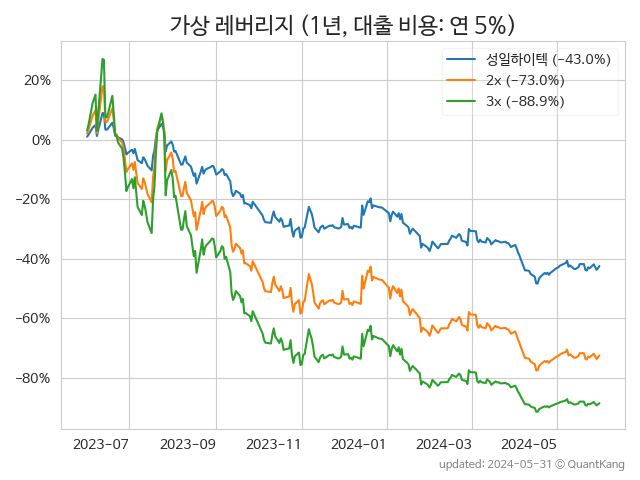 가상 레버리지 (1년, 대출 비용: 연 5%)
성일하이텍 (−43.0%)
2x (−73.0%)
3x (−88.9%)
20%
0%
−20%
−40%
−60%
−80%
2023-07 2023-09 2023-11 2024-01 2024-03 2024-05
updated: 2024-05-31 © QuantKang